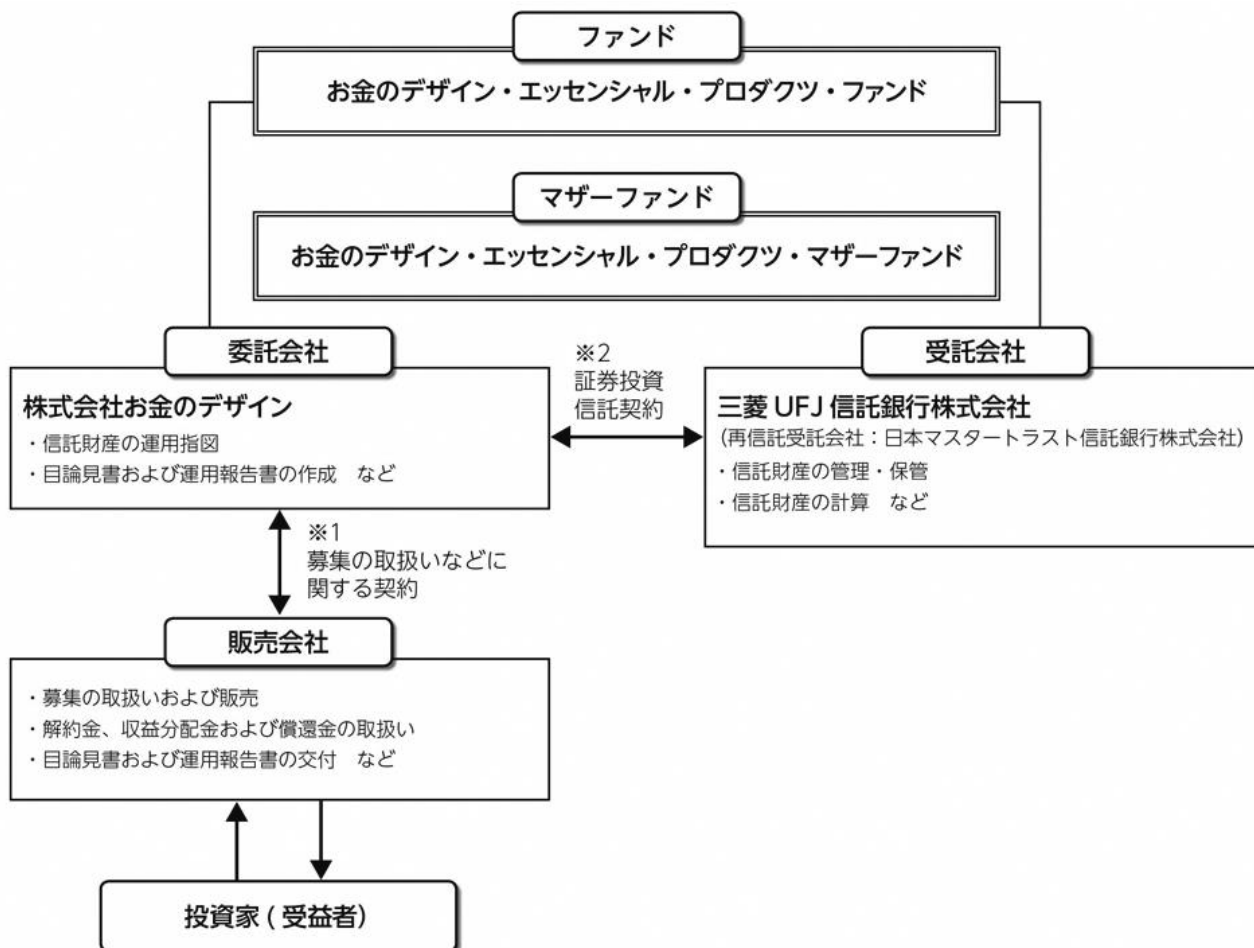 ファンド
お金のデザイン・エッセンシャル・プロダクツ・ファンド
マザーファンド
お金のデザイン・エッセンシャル・プロダクツ・マザーファンド
委託会社
株式会社お金のデザイン
・信託財産の運用指図
・目論見書および運用報告書の作成　など
※2
証券投資
信託契約
受託会社
三菱 UFJ 信託銀行株式会社
（再信託受託会社：日本マスタートラスト信託銀行株式会社）
・信託財産の管理・保管
・信託財産の計算　など
※1
募集の取扱いなどに
関する契約
販売会社
・募集の取扱いおよび販売
・解約金、収益分配金および償還金の取扱い
・目論見書および運用報告書の交付　など
投資家 ( 受益者）